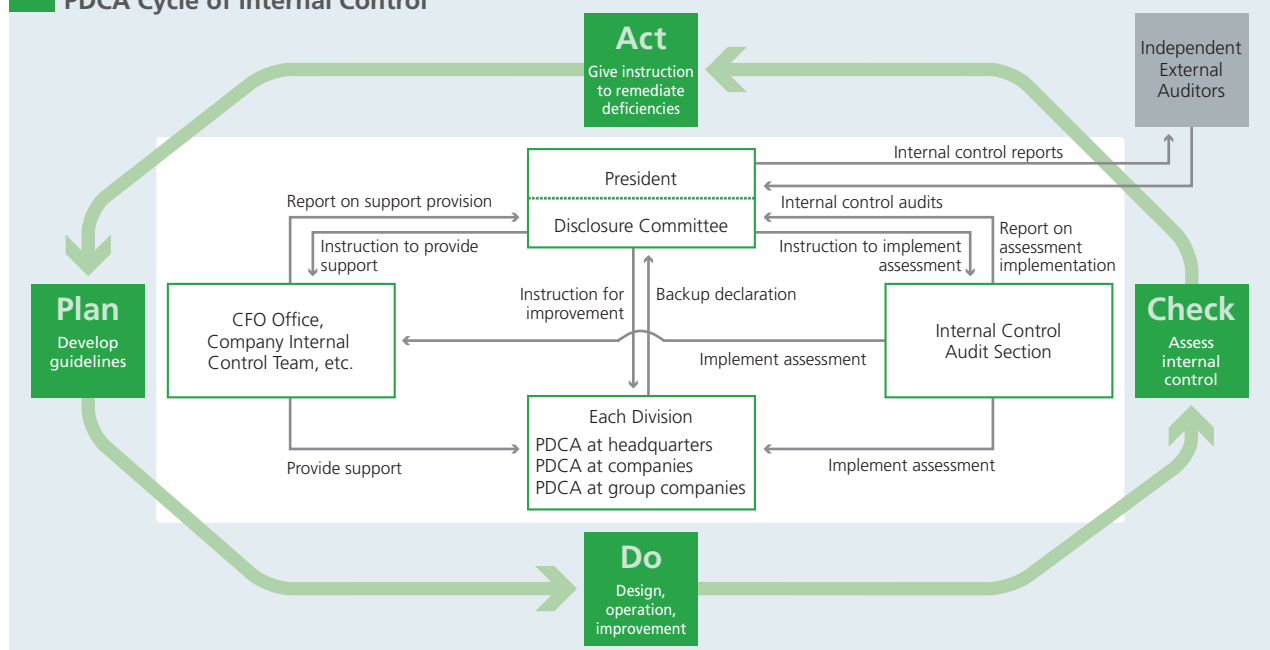 PDCA Cycle of Internal Control
Act
Give instruction
to remediate
deficiencies
Independent
External
Auditors
Internal control reports
President
Report on support provision
Internal control audits
Disclosure Committee
Instruction to provide
support
Instruction to implement
assessment
Report on
assessment
implementation
Plan
Develop
guidelines
CFO Office,
Company Internal
Control Team, etc.
Instruction for
improvement
Backup declaration
Internal Control
Audit Section
Check
Assess
internal
control
Implement assessment
Each Division
PDCA at headquarters
PDCA at companies
PDCA at group companies
Provide support
Implement assessment
Do
Design,
operation,
improvement